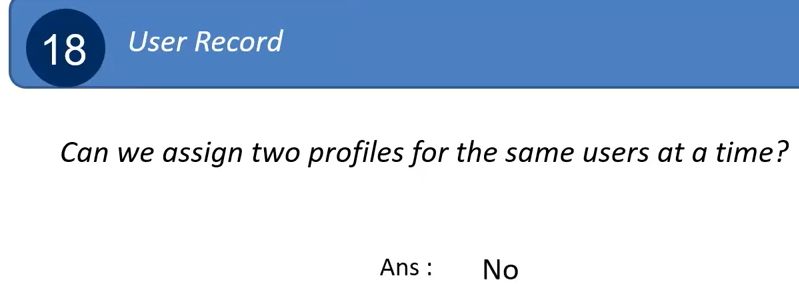 18 User Record
Can we assign two profiles for the same users at a time?
Ans : No